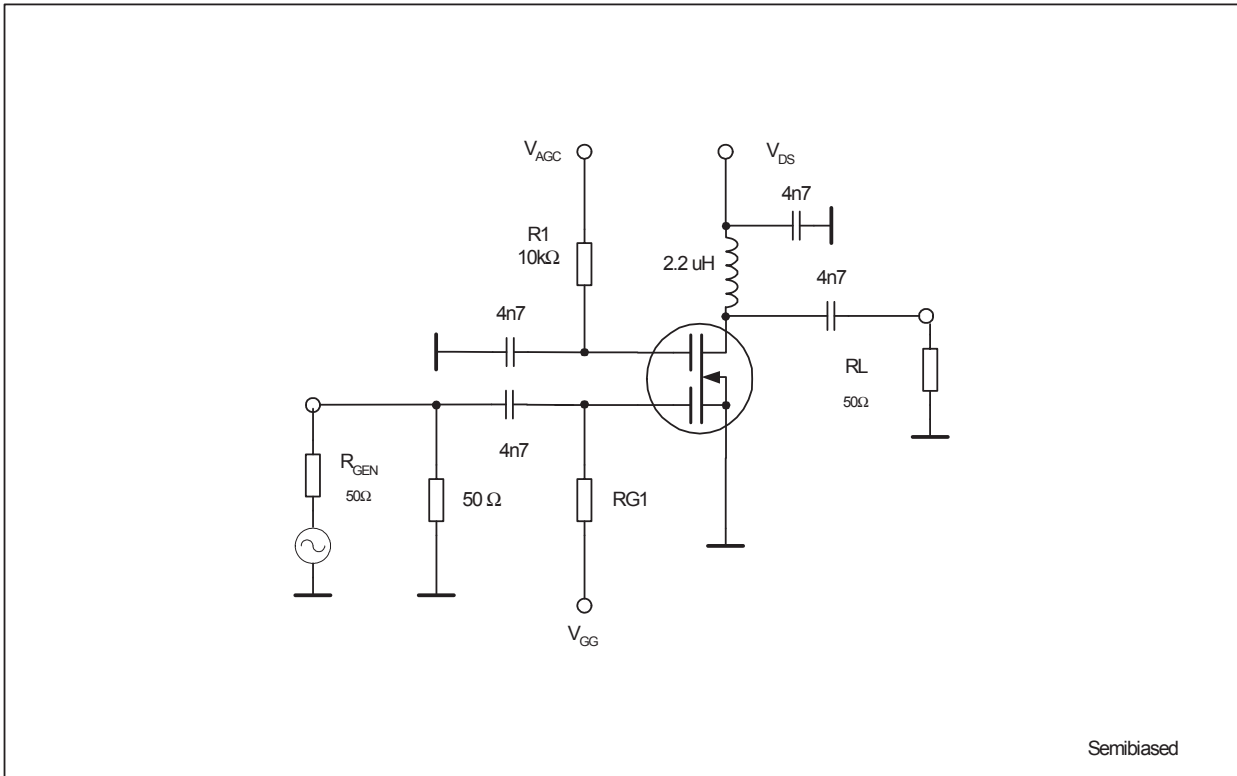 V_AGC
V_DS
4n7
R1
10kΩ
2.2 uH
4n7
4n7
RL
50Ω
4n7
R_GEN
50Ω
50 Ω
RG1
V_GG
Semibiased